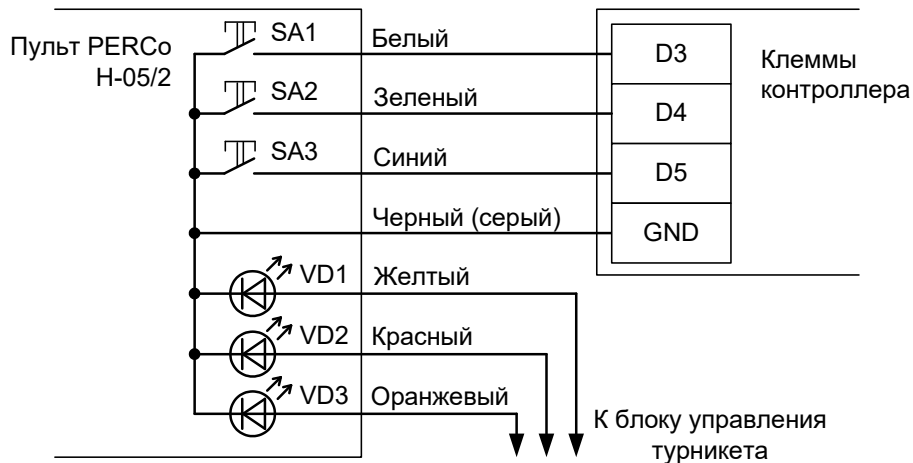 Пульт PERCo
Н-05/2
SA1
Белый
D3
SA2
Зеленый
D4
SA3
Синий
D5
Черный (серый)
GND
Клеммы
контроллера
VD1
Желтый
VD2
Красный
VD3
Оранжевый
К блоку управления
турникета